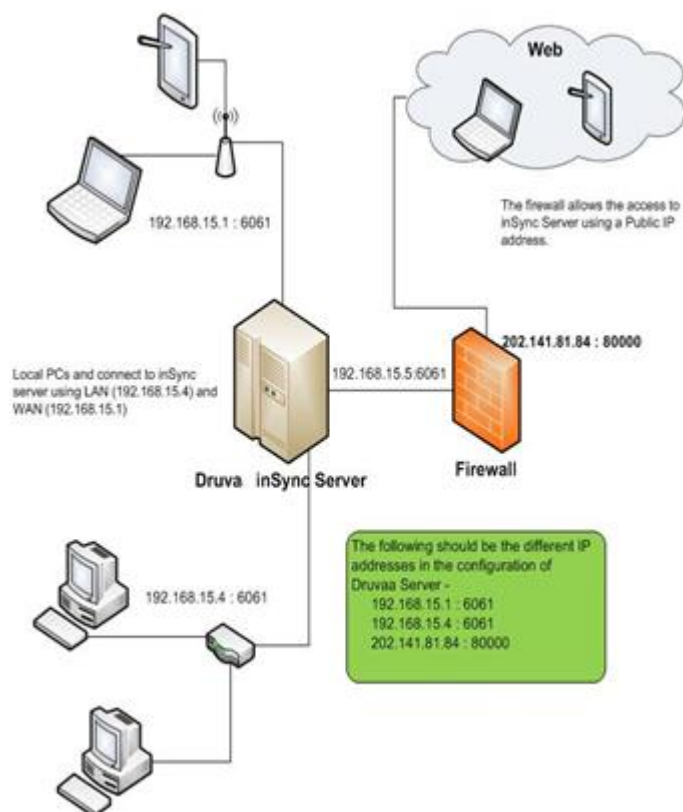 Web
The firewall allows the access to
inSync Server using a Public IP
address.
192.168.15.1 : 6061
202.141.81.84 : 80000
192.168.15.5:6061
Local PCs and connect to inSync
server using LAN (192.168.15.4) and
WAN (192.168.15.1)
Druva inSync Server
Firewall
The following should be the different IP
addresses in the configuration of
Druvaa Server -
192.168.15.1 : 6061
192.168.15.4 : 6061
202.141.81.84 : 80000
192.168.15.4 : 6061